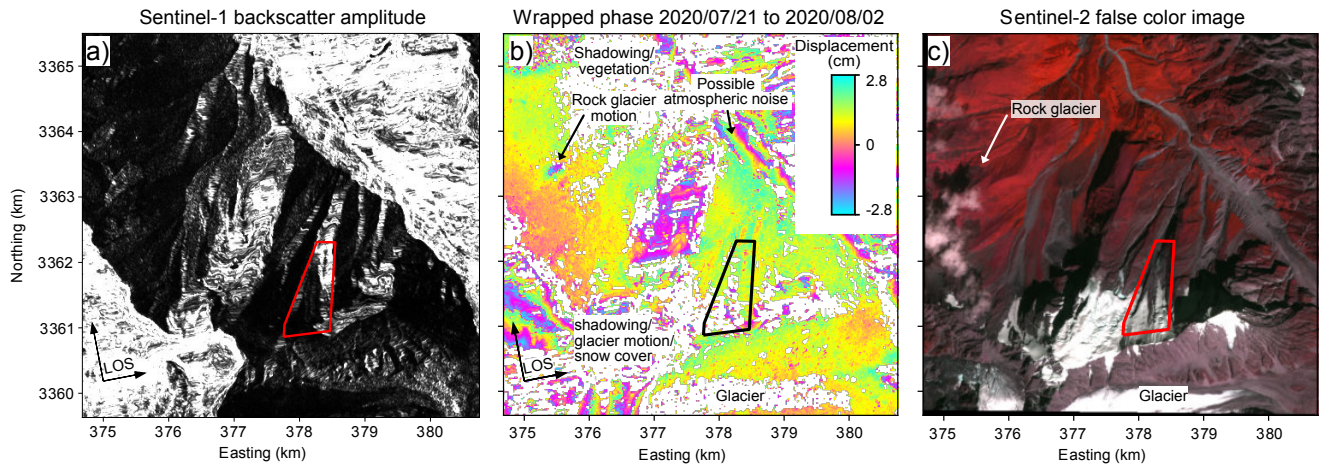 Sentinel-1 backscatter amplitude
a)
3365
3364
3363
3362
3361
3360
Northing (km)
LOS
375 376 377 378 379 380
Easting (km)
Wrapped phase 2020/07/21 to 2020/08/02
b)
Shadowing/
vegetation
Rock glacier
motion
Possible
atmospheric noise
Displacement
(cm)
2.8
0
-2.8
shadowing/
glacier motion/
snow cover
LOS
Glacier
375 376 377 378 379 380
Easting (km)
Sentinel-2 false color image
c)
Rock glacier
Glacier
375 376 377 378 379 380
Easting (km)